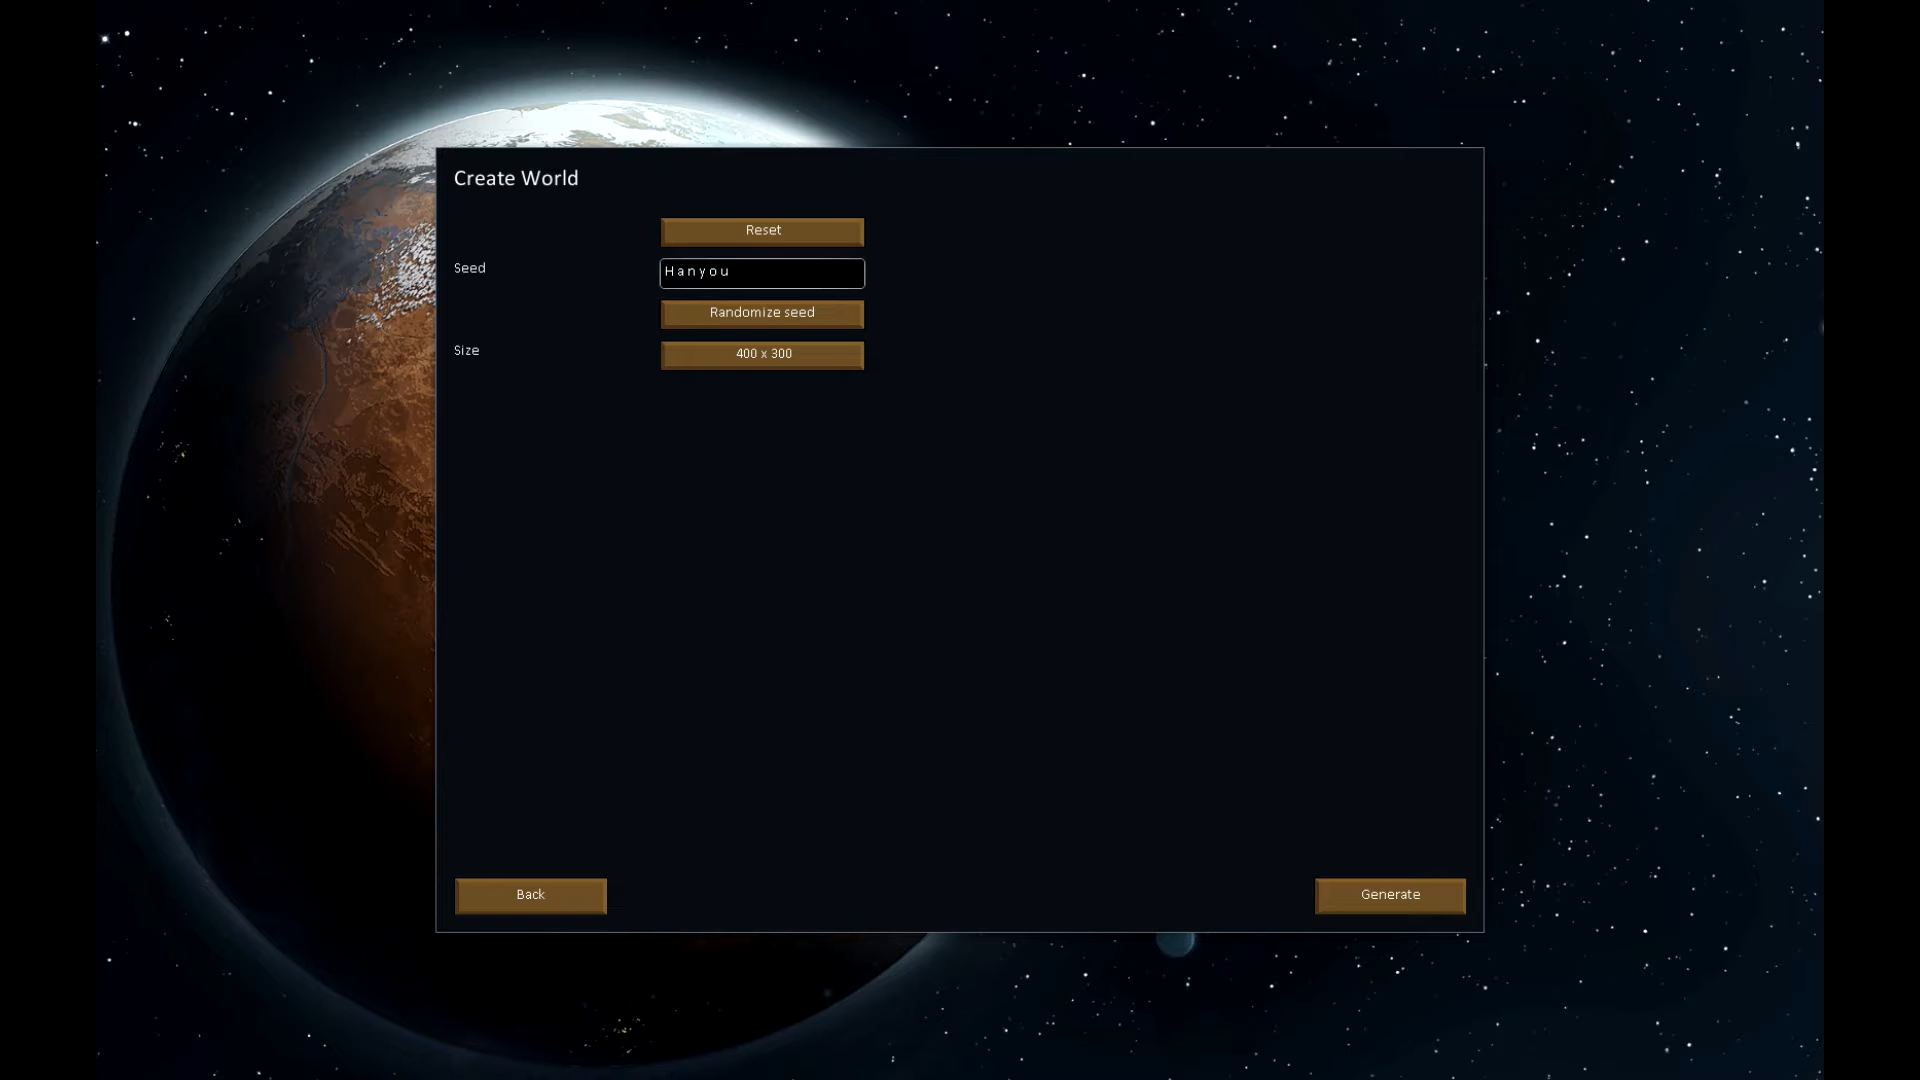 Create World
Reset
Seed
Hanyou
Randomize seed
Size
400 x 300
Back
Generate